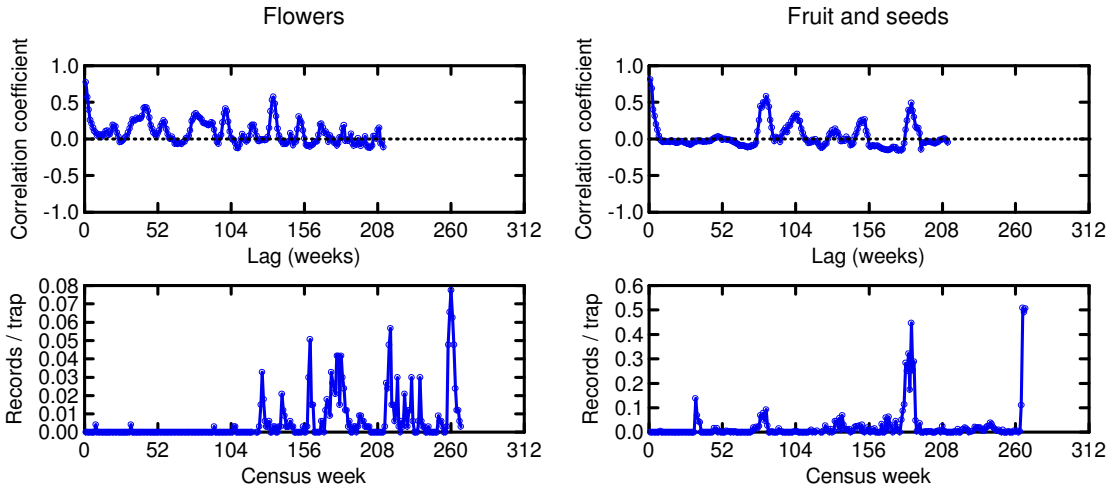 Flowers
Fruit and seeds
Correlation coefficient
1.0
0.5
0.0
-0.5
-1.0
0 52 104 156 208 260 312
Lag (weeks)
Correlation coefficient
1.0
0.5
0.0
-0.5
-1.0
0 52 104 156 208 260 312
Lag (weeks)
Records / trap
0.08
0.07
0.06
0.05
0.04
0.03
0.02
0.01
0.00
0 52 104 156 208 260 312
Census week
Records / trap
0.6
0.5
0.4
0.3
0.2
0.1
0.0
0 52 104 156 208 260 312
Census week